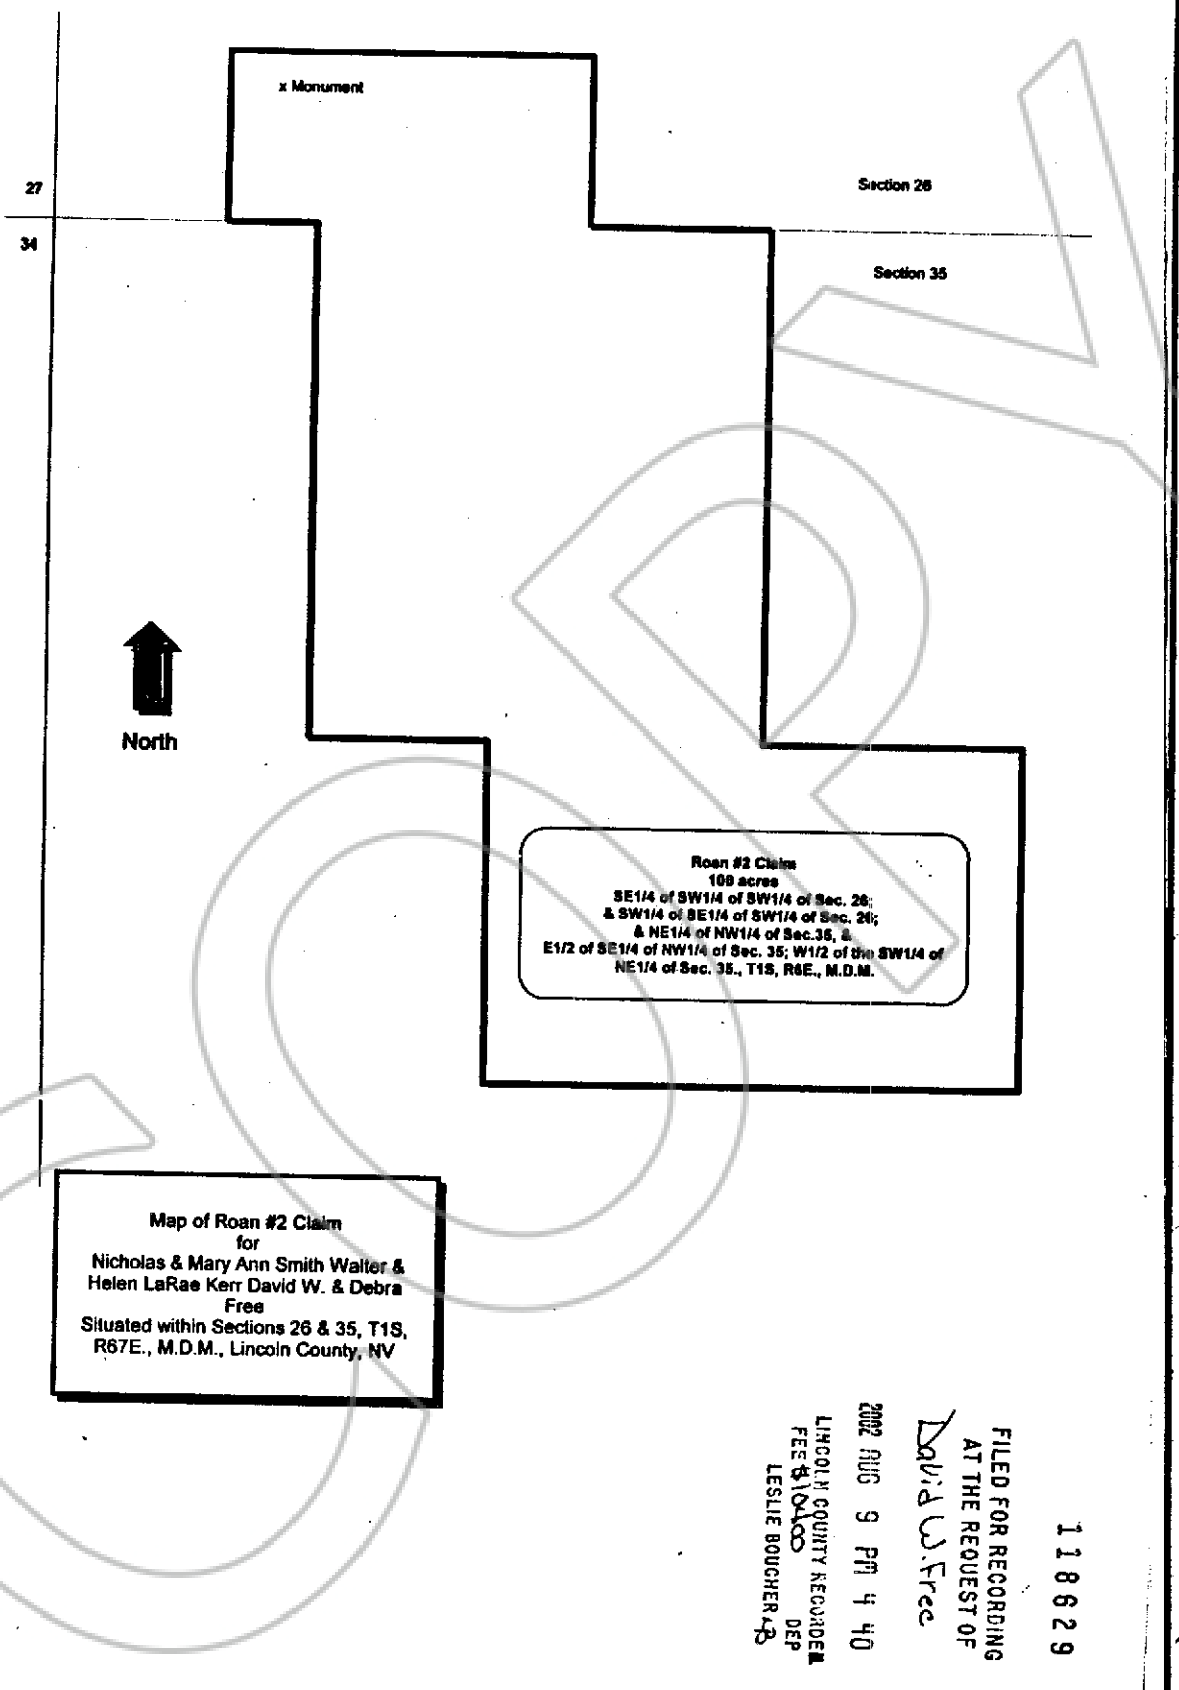 x Monument
27
Section 26
34
Section 35
North
Roan #2 Claim
100 acres
SE1/4 of SW1/4 of SW1/4 of Sec. 26;
& SW1/4 of SE1/4 of SW1/4 of Sec. 26;
& NE1/4 of NW1/4 of Sec.35, &
E1/2 of SE1/4 of NW1/4 of Sec. 35; W1/2 of the SW1/4 of
NE1/4 of Sec. 35., T1S, R6E., M.D.M.
Map of Roan #2 Claim
for
Nicholas & Mary Ann Smith Walter &
Helen LaRae Kerr David W. & Debra
Free
Situated within Sections 26 & 35, T1S,
R67E., M.D.M., Lincoln County, NV
118629
FILED FOR RECORDING
AT THE REQUEST OF
David W. Free
2002 AUG 9 PM 4 40
LINCOLN COUNTY RECORDER
FEE $104.00 DEP
LESLIE BOUCHER
COPY